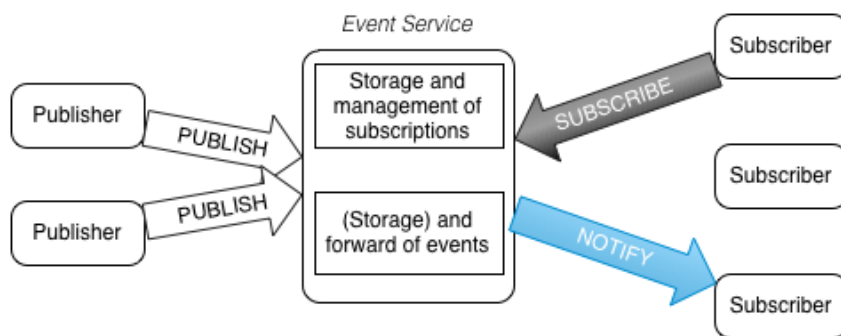 Event Service
Publisher
Publisher
PUBLISH
PUBLISH
Storage and
management of
subscriptions
(Storage) and
forward of events
SUBSCRIBE
NOTIFY
Subscriber
Subscriber
Subscriber